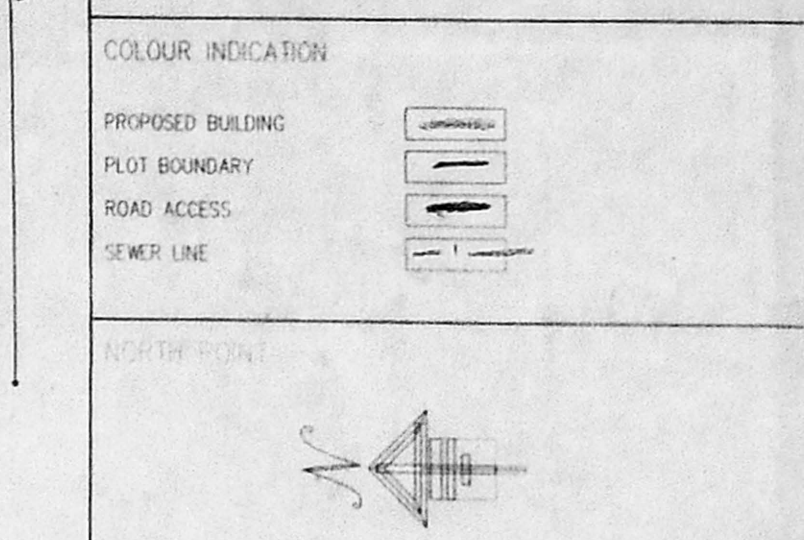 COLOUR INDICATION
PROPOSED BUILDING
PLOT BOUNDARY
ROAD ACCESS
SEWER LINE
NORTH POINT
N